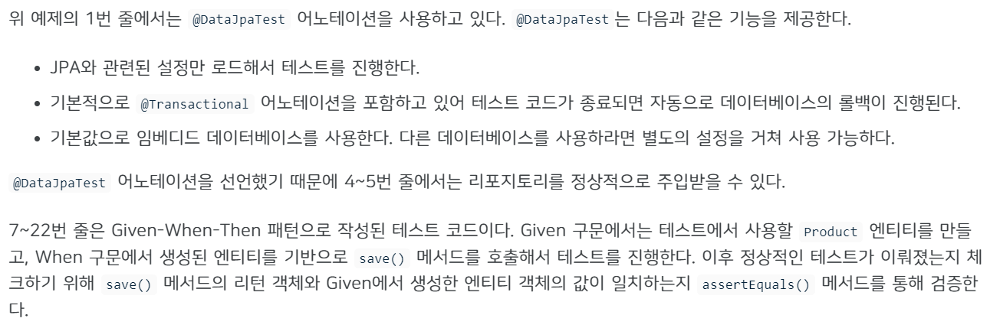 위 예제의 1번 줄에서는 @DataJpaTest 어노테이션을 사용하고 있다. @DataJpaTest 는 다음과 같은 기능을 제공한다.
• JPA와 관련된 설정만 로드해서 테스트를 진행한다.
• 기본적으로 @Transactional 어노테이션을 포함하고 있어 테스트 코드가 종료되면 자동으로 데이터베이스의 롤백이 진행된다.
• 기본값으로 임베디드 데이터베이스를 사용한다. 다른 데이터베이스를 사용하라면 별도의 설정을 거쳐 사용 가능하다.
@DataJpaTest 어노테이션을 선언했기 때문에 4~5번 줄에서는 리포지토리를 정상적으로 주입받을 수 있다.
7~22번 줄은 Given-When-Then 패턴으로 작성된 테스트 코드이다. Given 구문에서는 테스트에서 사용할 Product 엔티티를 만들
고, When 구문에서 생성된 엔티티를 기반으로 save() 메서드를 호출해서 테스트를 진행한다. 이후 정상적인 테스트가 이뤄졌는지 체
크하기 위해 save() 메서드의 리턴 객체와 Given에서 생성한 엔티티 객체의 값이 일치하는지 assertEquals() 메서드를 통해 검증한
다.